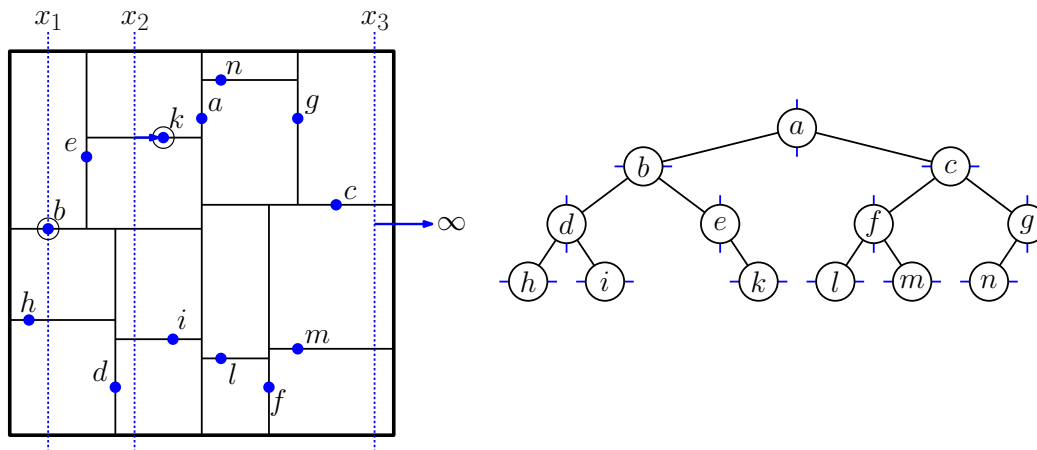 x₁ x₂ x₃
n
a g
k
e
c
b
∞
h
i
m
d l
f
a
b c
d e f g
h i k l m n